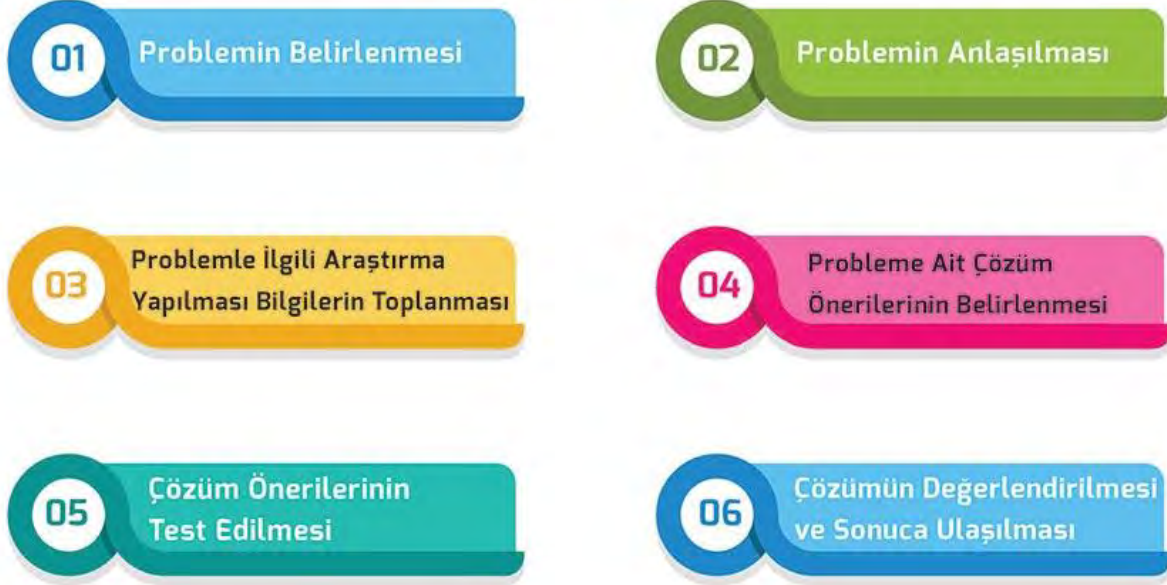 01
Problemin Belirlenmesi
02
Problemin Anlaşılması
03
Problemle İlgili Araştırma
Yapılması Bilgilerin Toplanması
04
Probleme Ait Çözüm
Önerilerinin Belirlenmesi
05
Çözüm Önerilerinin
Test Edilmesi
06
Çözümün Değerlendirilmesi
ve Sonuca Ulaşılması